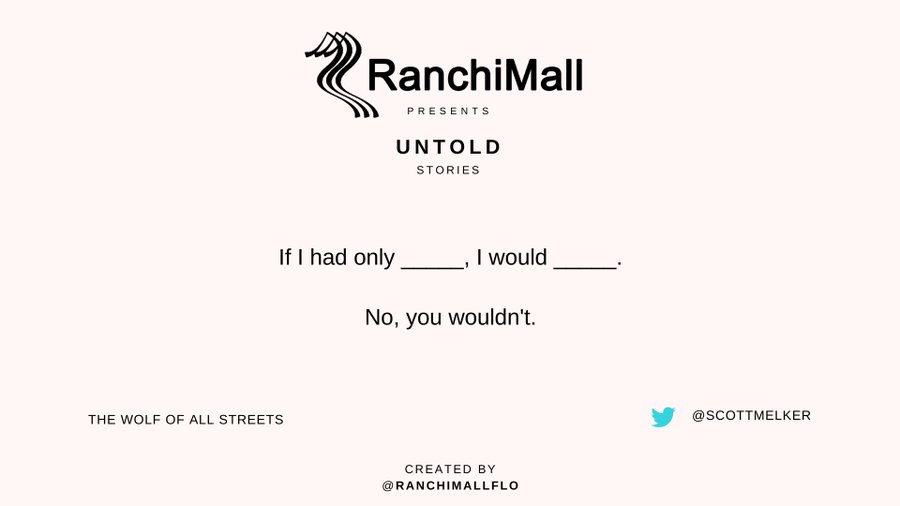 RanchiMall
PRESENTS
UNTOLD
STORIES
If I had only _____, I would _____.
No, you wouldn't.
THE WOLF OF ALL STREETS
@SCOTTMELKER
CREATED BY
@RANCHIMALLFLO